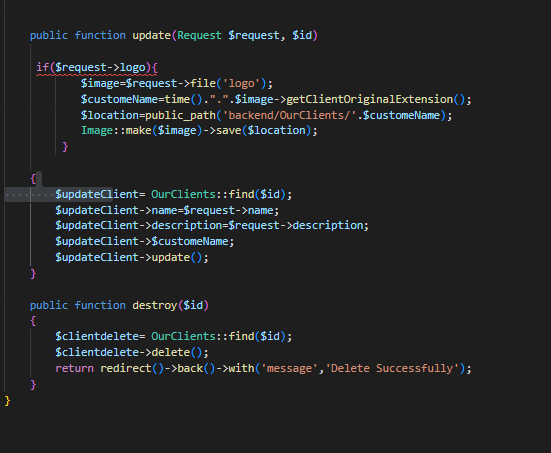 public function update(Request $request, $id)
if($request->logo){
$image=$request->file('logo');
$customeName=time().".".$image->getClientOriginalExtension();
$location=public_path('backend/OurClients/'.$customeName);
Image::make($image)->save($location);
}
{
$updateClient= OurClients::find($id);
$updateClient->name=$request->name;
$updateClient->description=$request->description;
$updateClient->$customeName;
$updateClient->update();
}
public function destroy($id)
{
$clientdelete= OurClients::find($id);
$clientdelete->delete();
return redirect()->back()->with('message','Delete Successfully');
}
}